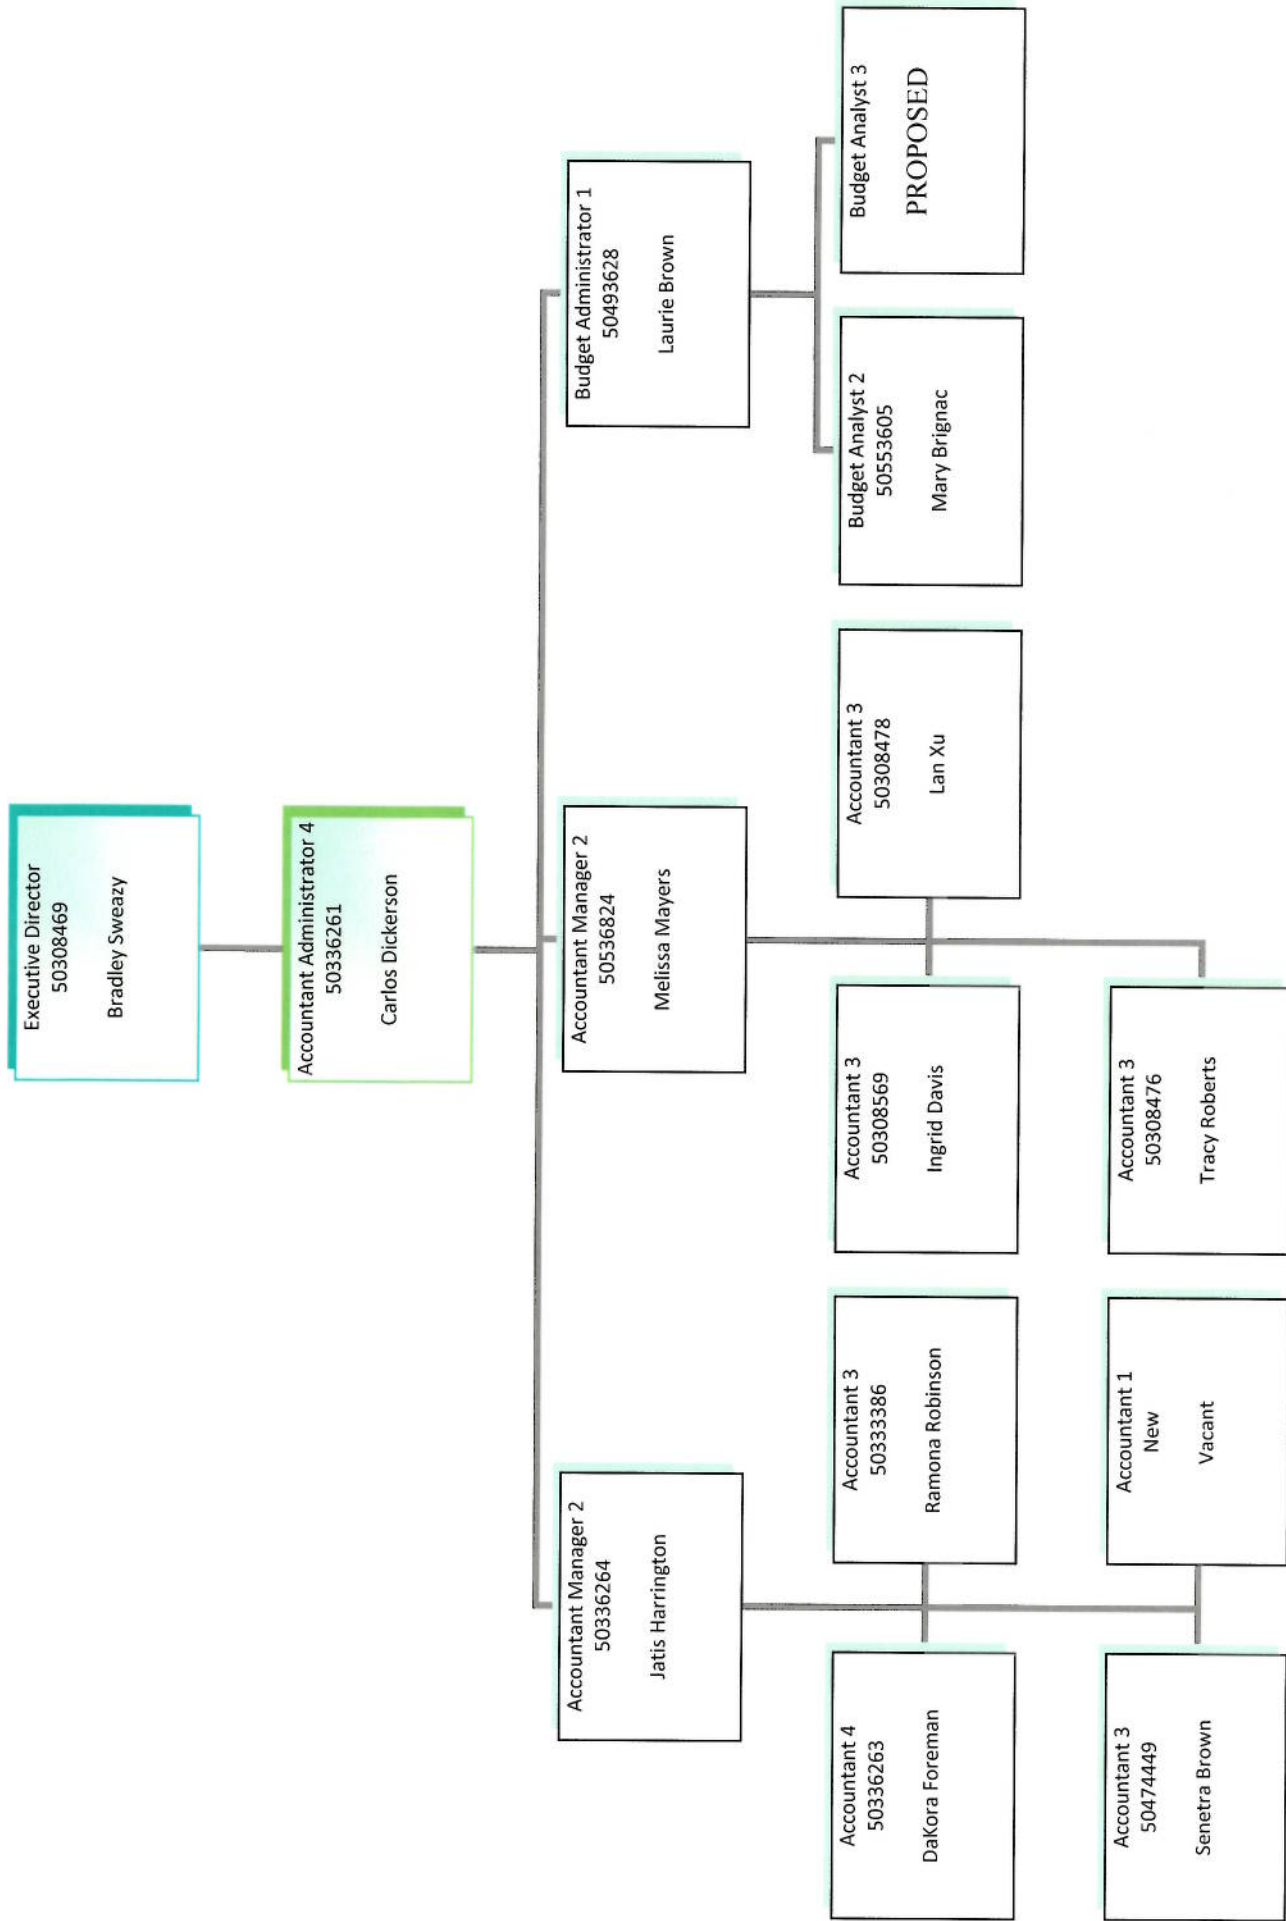 Executive Director
50308469
Bradley Sweazy
Accountant Administrator 4
50336261
Carlos Dickerson
Accountant Manager 2
50336264
Jatis Harrington
Accountant Manager 2
50536824
Melissa Mayers
Budget Administrator 1
50493628
Laurie Brown
Accountant 4
50336263
DaKora Foreman
Accountant 3
50333386
Ramona Robinson
Accountant 3
50308569
Ingrid Davis
Accountant 3
50308478
Lan Xu
Budget Analyst 2
50553605
Mary Brignac
Budget Analyst 3
PROPOSED
Accountant 3
50474449
Senetra Brown
Accountant 1
New
Vacant
Accountant 3
50308476
Tracy Roberts